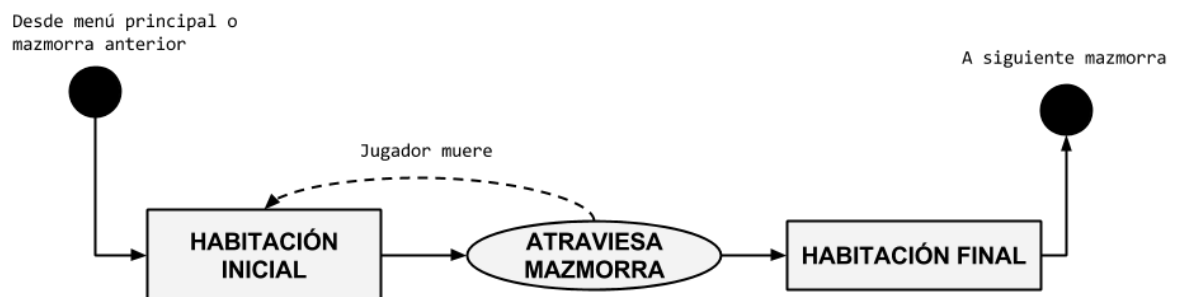 Desde menú principal o
mazmorra anterior
A siguiente mazmorra
Jugador muere
HABITACIÓN
INICIAL
ATRAVIESA
MAZMORRA
HABITACIÓN FINAL